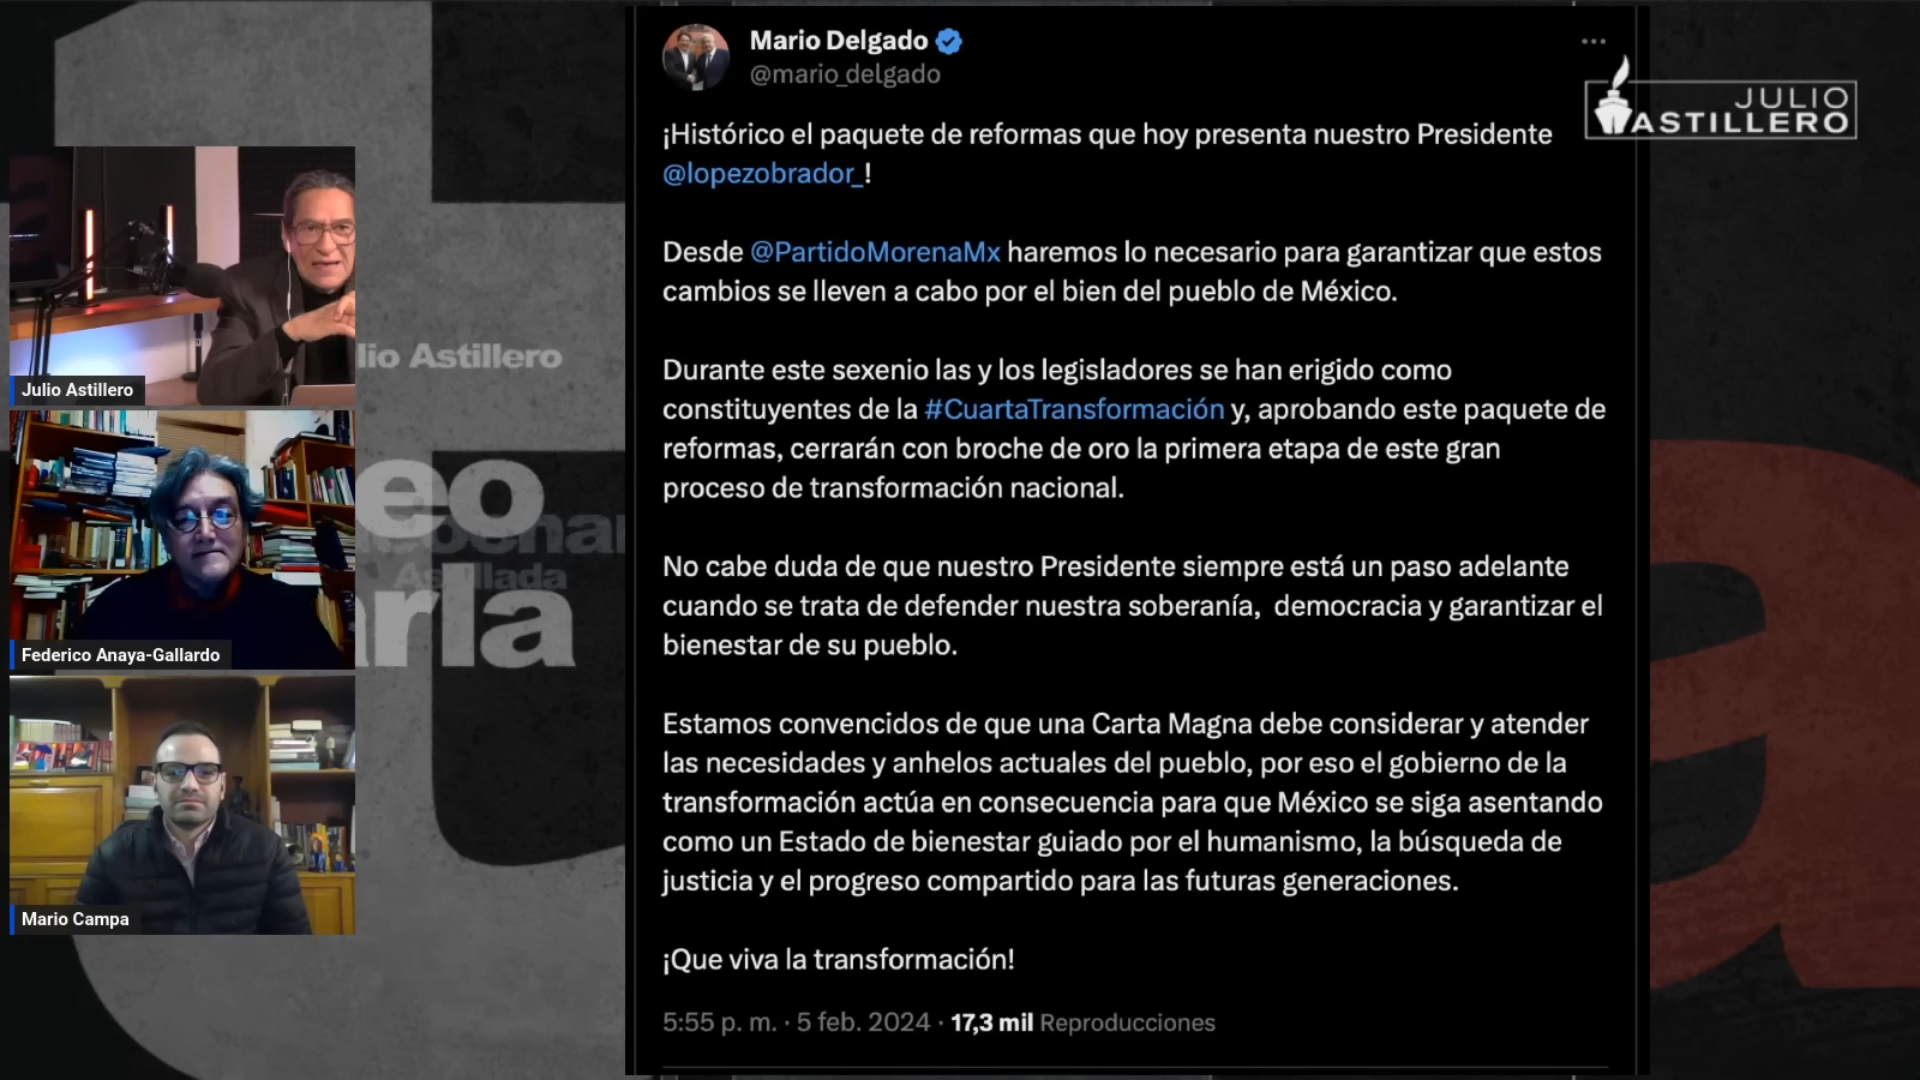 Mario Delgado
@mario_delgado
¡Histórico el paquete de reformas que hoy presenta nuestro Presidente
@lopezobrador_!
Desde @PartidoMorenaMx haremos lo necesario para garantizar que estos
cambios se lleven a cabo por el bien del pueblo de México.
Durante este sexenio las y los legisladores se han erigido como
constituyentes de la #CuartaTransformación y, aprobando este paquete de
reformas, cerrarán con broche de oro la primera etapa de este gran
proceso de transformación nacional.
No cabe duda de que nuestro Presidente siempre está un paso adelante
cuando se trata de defender nuestra soberanía,  democracia y garantizar el
bienestar de su pueblo.
Estamos convencidos de que una Carta Magna debe considerar y atender
las necesidades y anhelos actuales del pueblo, por eso el gobierno de la
transformación actúa en consecuencia para que México se siga asentando
como un Estado de bienestar guiado por el humanismo, la búsqueda de
justicia y el progreso compartido para las futuras generaciones.
¡Que viva la transformación!
5:55 p. m. · 5 feb. 2024 · 17,3 mil Reproducciones
JULIO
ASTILLERO
Julio Astillero
Federico Anaya-Gallardo
Mario Campa
lio Astillero
eo
arla